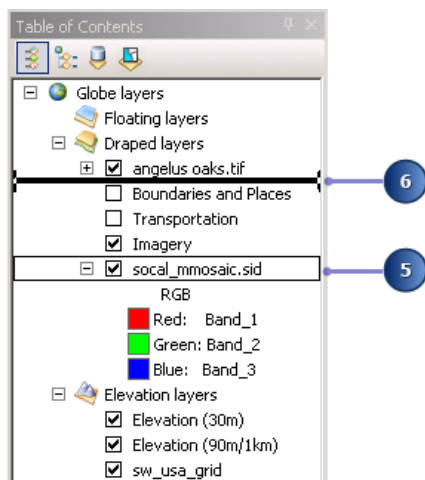 Table of Contents
Globe layers
Floating layers
Draped layers
angelus oaks.tif
6
Boundaries and Places
Transportation
Imagery
socal_mmosaic.sid
5
RGB
Red: Band_1
Green: Band_2
Blue: Band_3
Elevation layers
Elevation (30m)
Elevation (90m/1km)
sw_usa_grid